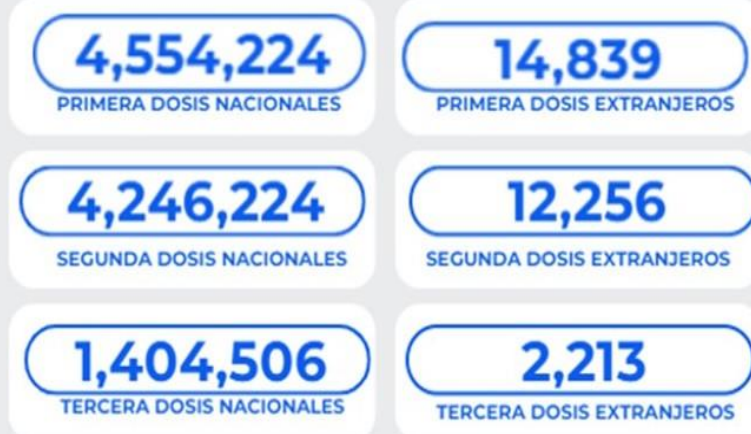 4,554,224
PRIMERA DOSIS NACIONALES
14,839
PRIMERA DOSIS EXTRANJEROS
4,246,224
SEGUNDA DOSIS NACIONALES
12,256
SEGUNDA DOSIS EXTRANJEROS
1,404,506
TERCERA DOSIS NACIONALES
2,213
TERCERA DOSIS EXTRANJEROS